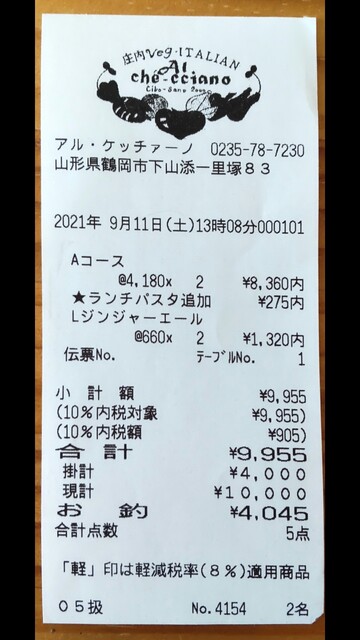 庄内Veg・ITALIAN
Al
ché-cciano
Cibo-Sano 2000
アル・ケッチァーノ 0235-78-7230
山形県鶴岡市下山添一里塚83
2021年 9月11日(土)13時08分000101
Aコース
@4,180x 2 ¥8,360内
★ランチパスタ追加 ¥275内
Lジンジャーエール
@660x 2 ¥1,320内
伝票No. テーブルNo. 1
小計額 ¥9,955
(10%内税対象 ¥9,955)
(10%内税額 ¥905)
合計 ¥9,955
掛計 ¥4,000
現計 ¥10,000
お釣 ¥4,045
合計点数 5点
「軽」印は軽減税率(8%)適用商品
05扱 No.4154 2名